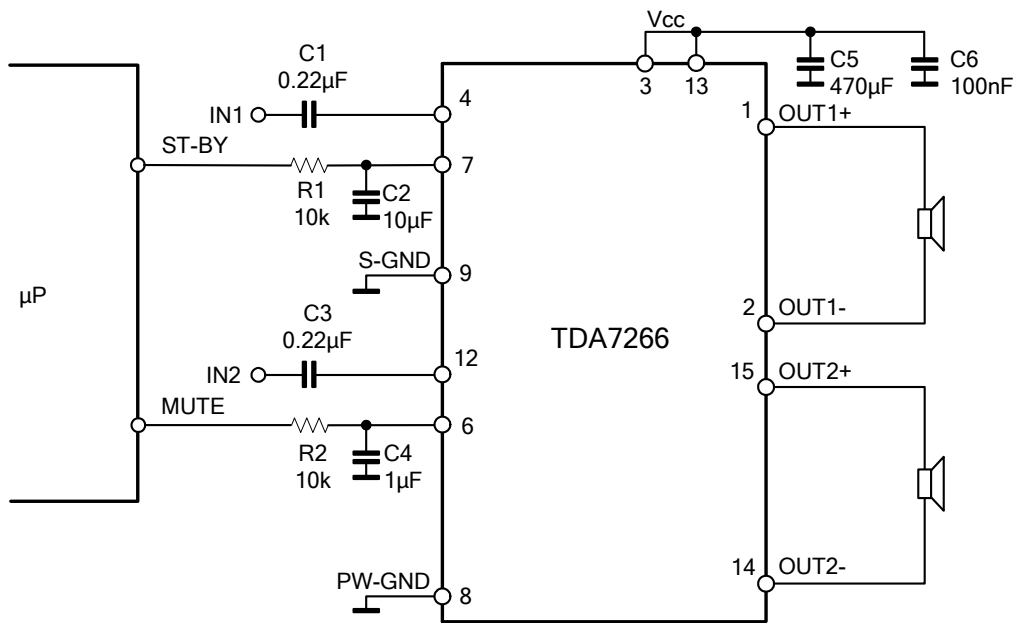 Vcc
C1
0.22µF
C5
470µF
C6
100nF
3
13
4
1
OUT1+
IN1
ST-BY
7
R1
10k
C2
10µF
S-GND
9
µP
C3
0.22µF
TDA7266
2
OUT1-
12
15
OUT2+
IN2
MUTE
6
R2
10k
C4
1µF
14
OUT2-
PW-GND
8